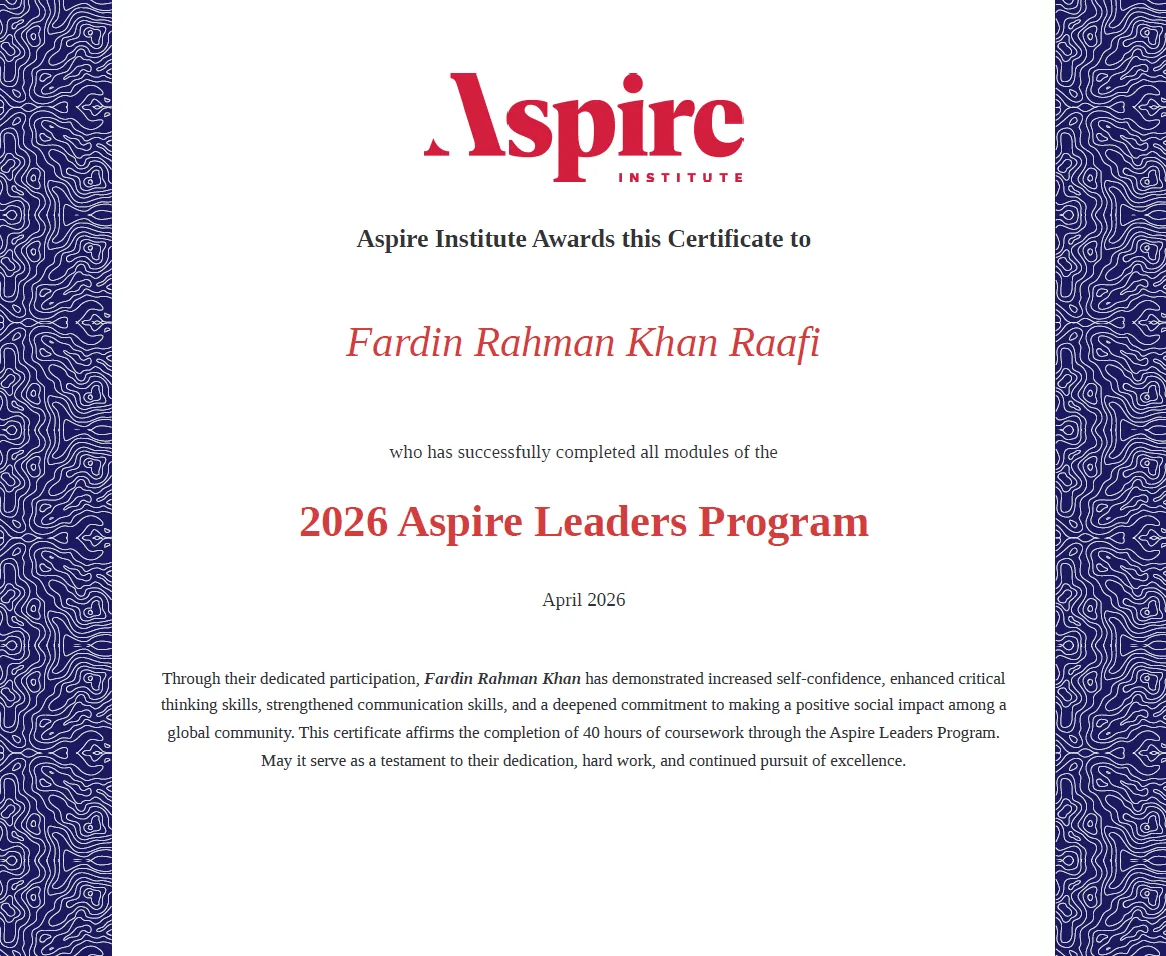 Aspire
INSTITUTE
Aspire Institute Awards this Certificate to
Fardin Rahman Khan Raafi
who has successfully completed all modules of the
2026 Aspire Leaders Program
April 2026
Through their dedicated participation, Fardin Rahman Khan has demonstrated increased self-confidence, enhanced critical
thinking skills, strengthened communication skills, and a deepened commitment to making a positive social impact among a
global community. This certificate affirms the completion of 40 hours of coursework through the Aspire Leaders Program.
May it serve as a testament to their dedication, hard work, and continued pursuit of excellence.